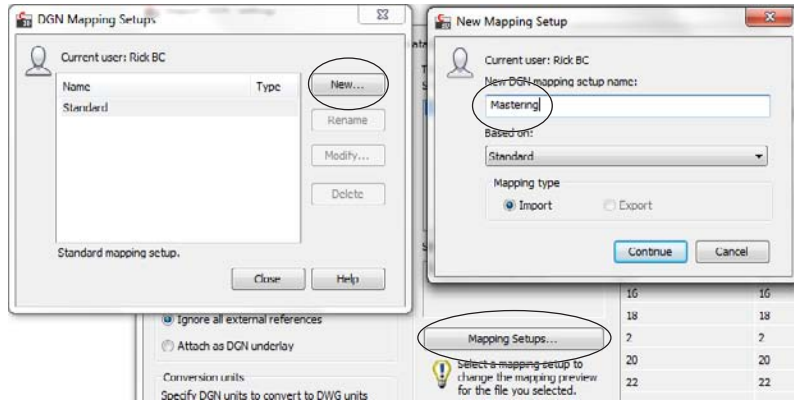 DGN Mapping Setups
Current user: Rick BC
Name Type
Standard
New...
Rename
Modify...
Delete
Standard mapping setup.
Close Help
New Mapping Setup
Current user: Rick BC
New DGN mapping setup name:
Mastering
Based on:
Standard
Mapping type
Import Export
Continue Cancel
Ignore all external references
Attach as DGN underlay
Conversion units
Specify DGN units to convert to DWG units
Mapping Setups...
Select a mapping setup to
change the mapping preview
for the file you selected.
16 16
18 18
2 2
20 20
22 22